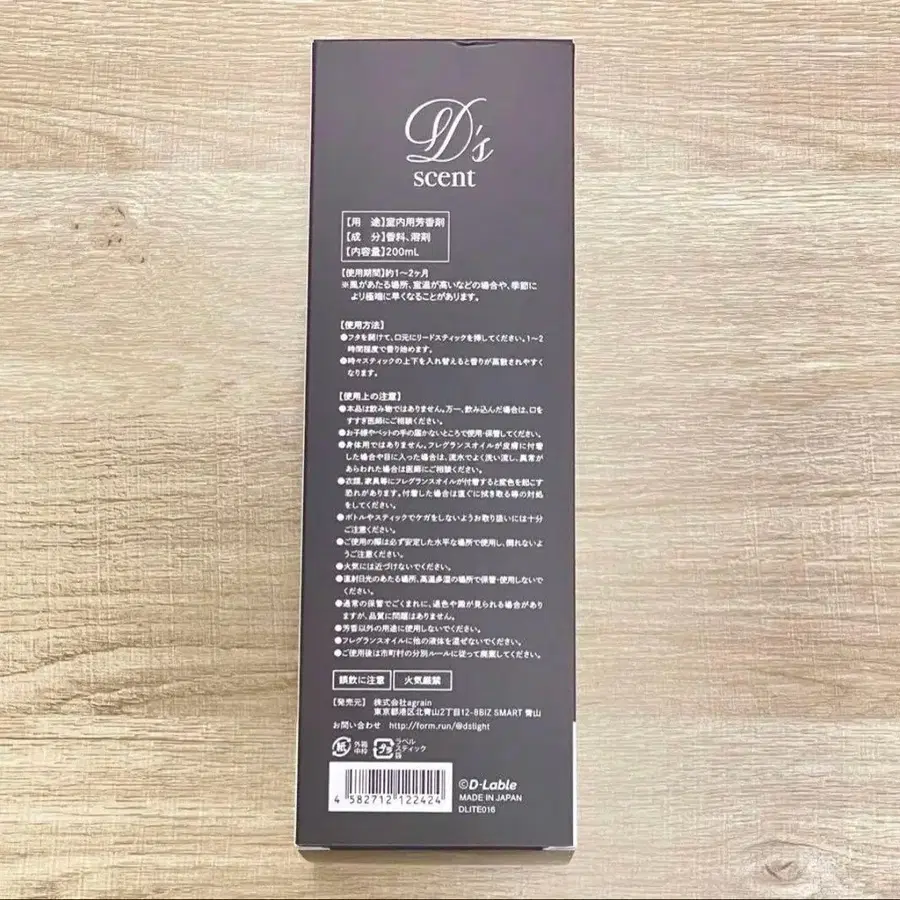 D's
scent
【用 途】室内用芳香剤
【成 分】香料、溶剤
【内容量】200mL
【使用期間】約1〜2ヶ月
※風があたる場所、室温が高いなどの場合や、季節に
より極端に早くなることがあります。
【使用方法】
●フタを開けて、口元にリードスティックを挿してください。1〜2
時間程度で香り始めます。
●時々スティックの上下を入れ替えると香りが蒸散されやすく
なります。
【使用上の注意】
●本品は飲み物ではありません。万一、飲み込んだ場合は、口を
すすぎ医師にご相談ください。
●お子様やペットの手の届かないところで使用・保管してください。
●身体用ではありません。フレグランスオイルが皮膚に付着
した場合や目に入った場合は、流水でよく洗い流し、異常が
あらわれた場合は医師にご相談ください。
●衣類、家具等にフレグランスオイルが付着すると変色を起こす
恐れがあります。付着した場合は直ぐに拭き取る等の対処
をしてください。
●ボトルやスティックでケガをしないようお取り扱いには十分
ご注意ください。
●ご使用の際は必ず安定した水平な場所で使用し、倒れないよ
うご注意ください。
●火気には近づけないでください。
●直射日光のあたる場所、高温多湿の場所で保管・使用しないで
ください。
●通常の保管でごくまれに、退色や澱が見られる場合があり
ますが、品質に問題はありません。
●芳香以外の用途に使用しないでください。
●フレグランスオイルに他の液体を混ぜないでください。
●ご使用後は市町村の分別ルールに従って廃棄してください。
誤飲に注意 火気厳禁
【発売元】 株式会社agrain
東京都港区北青山2丁目12-8BIZ SMART 青山
お問い合わせ http://form.run/@dslight
紙 外箱 中枠 プラ ラベル スティック 袋
4 582712 122424
©D-Lable
MADE IN JAPAN
DLITE016